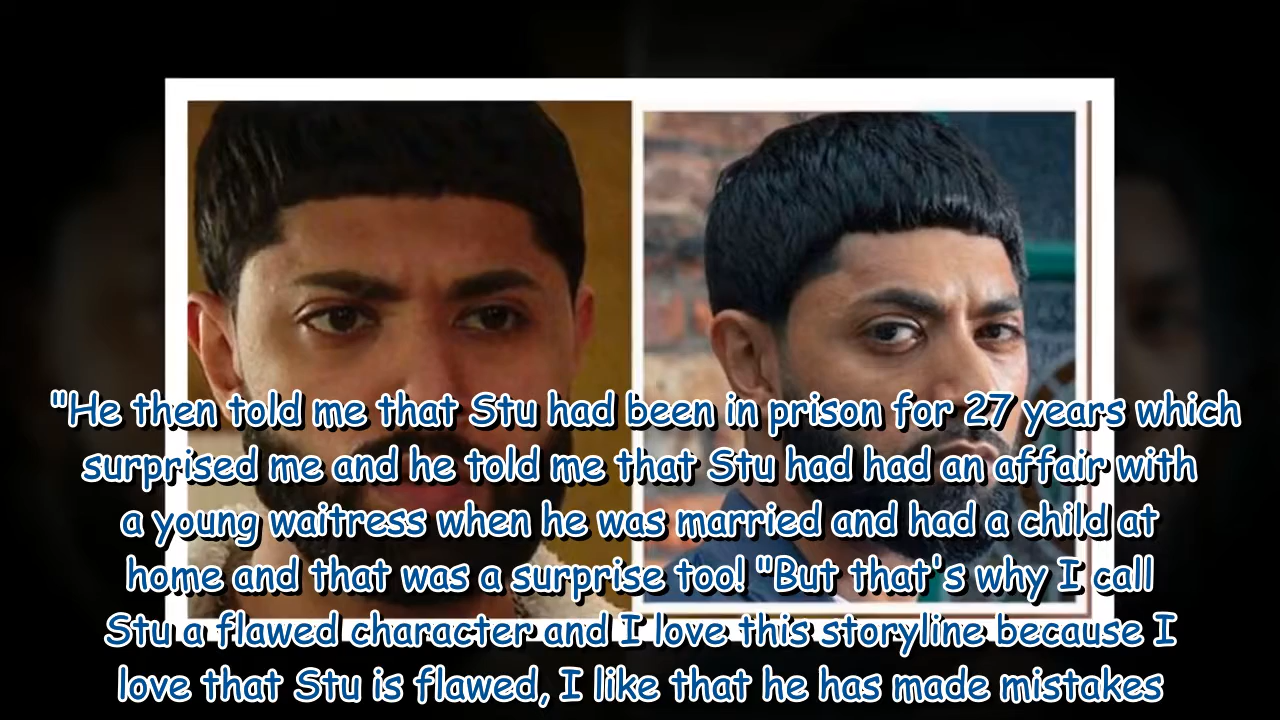 "He then told me that Stu had been in prison for 27 years which
surprised me and he told me that Stu had had an affair with
a young waitress when he was married and had a child at
home and that was a surprise too! "But that's why I call
Stu a flawed character and I love this storyline because I
love that Stu is flawed, I like that he has made mistakes